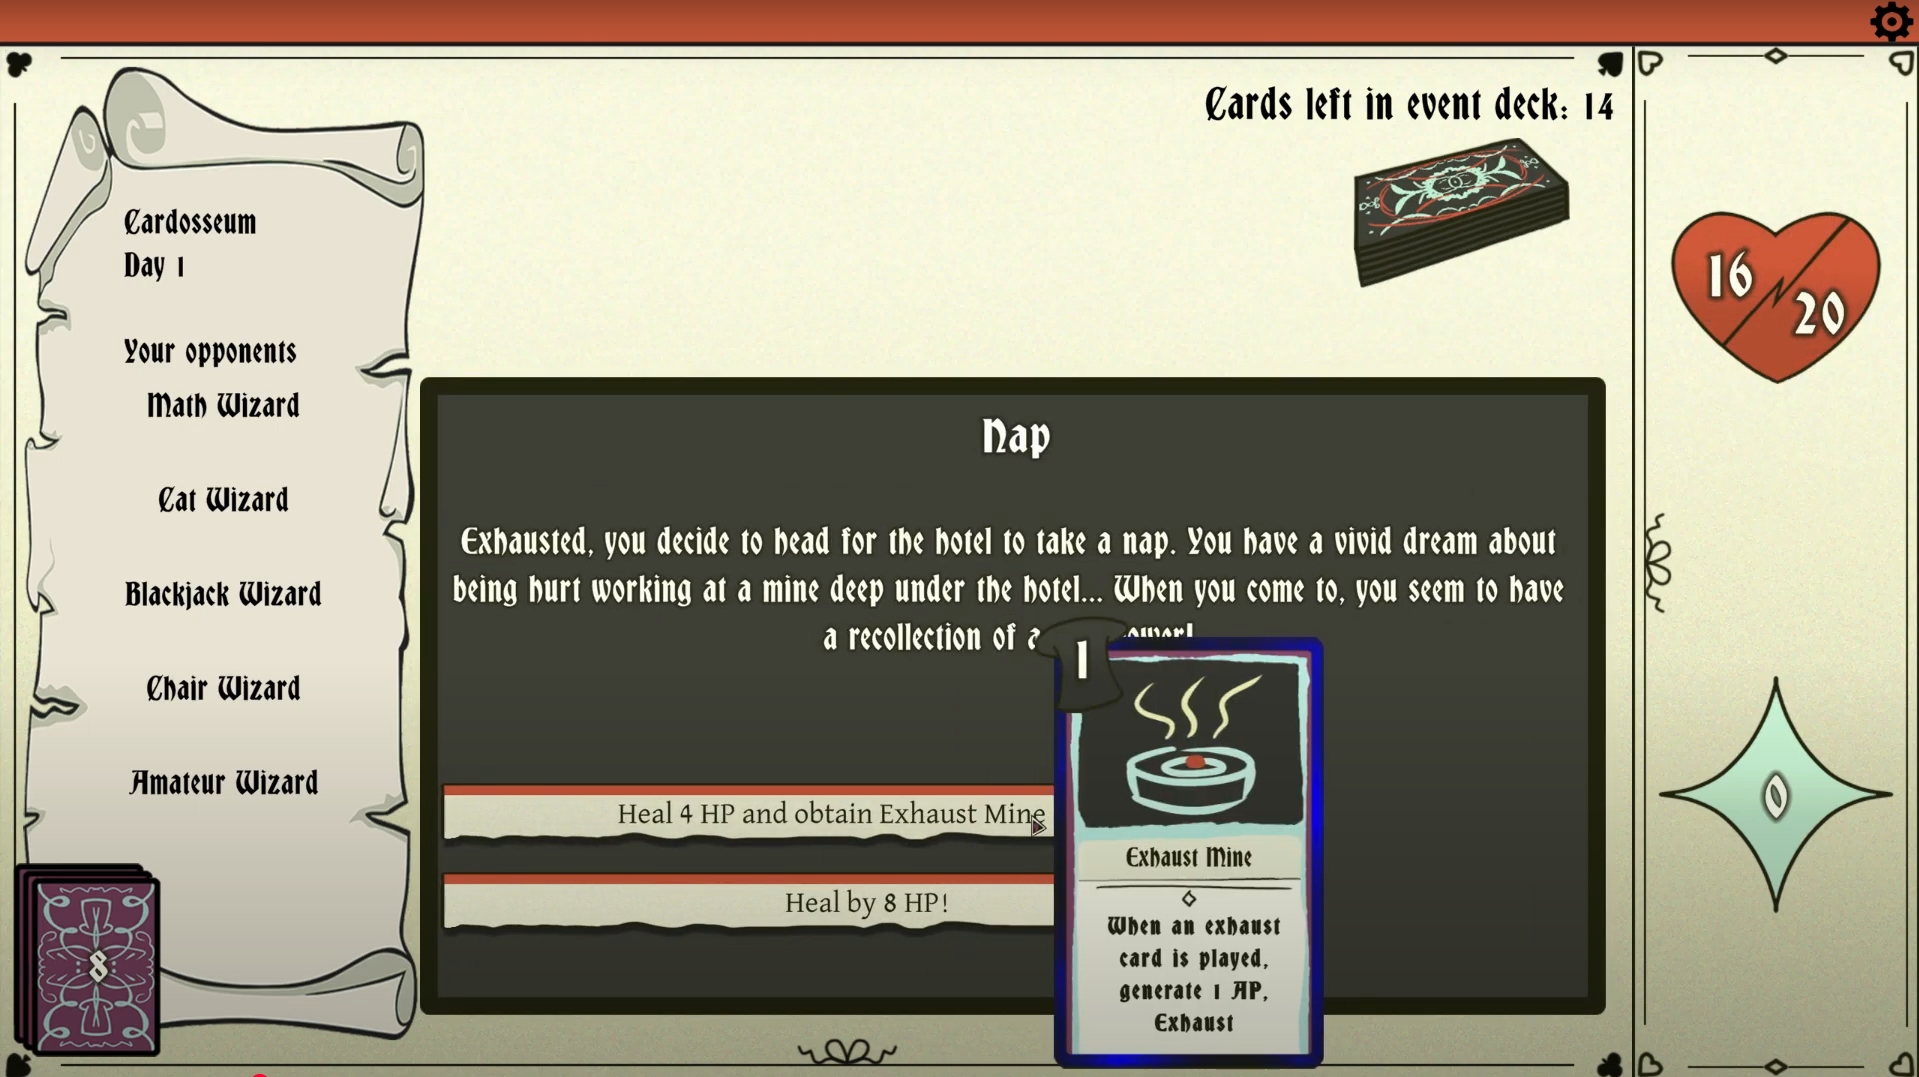 Cards left in event deck: 14
Cardosseum
Day 1
Your opponents
Math Wizard
Cat Wizard
Blackjack Wizard
Chair Wizard
Amateur Wizard
8
16
20
0
Nap
Exhausted, you decide to head for the hotel to take a nap. You have a vivid dream about
being hurt working at a mine deep under the hotel... When you come to, you seem to have
a recollection of a
Heal 4 HP and obtain Exhaust Mine
Heal by 8 HP!
1
Exhaust Mine
When an exhaust
card is played,
generate 1 AP,
Exhaust